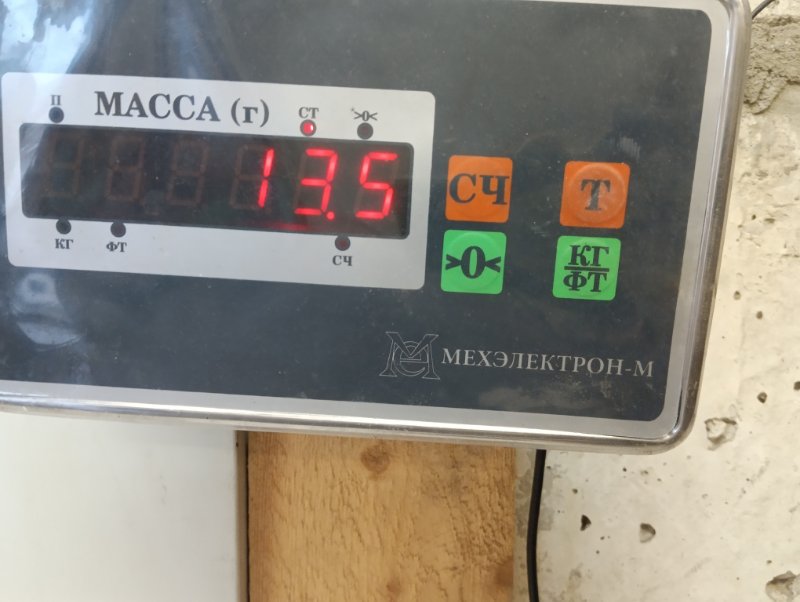 П МАССА (г) СТ >0<
13.5
КГ ФТ СЧ
СЧ Т
>0< КГ
ФТ
МЕХЭЛЕКТРОН-М